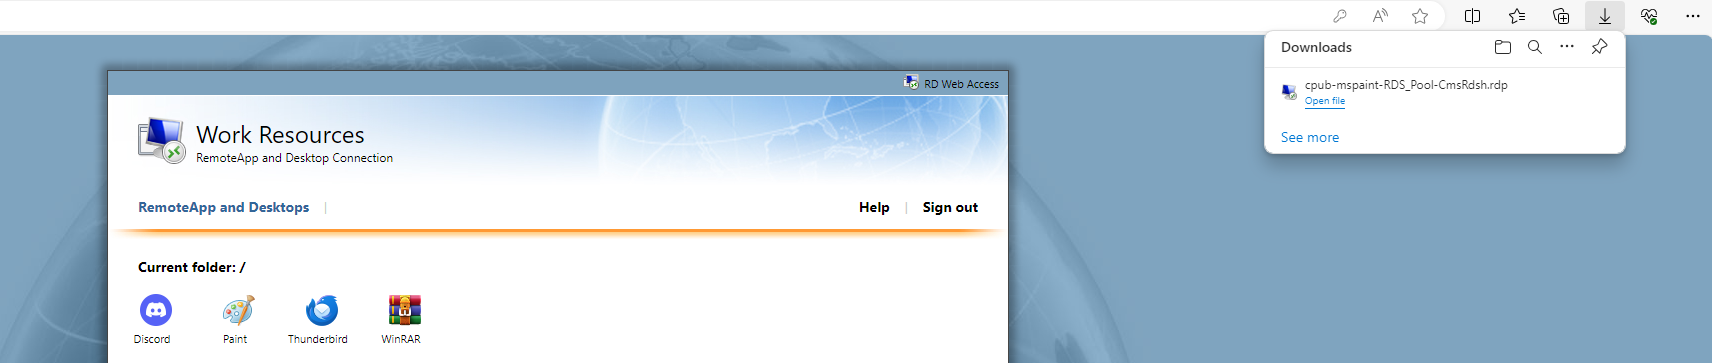 Downloads
cpub-mspaint-RDS_Pool-CmsRdsh.rdp
Open file
See more
RD Web Access
Work Resources
RemoteApp and Desktop Connection
RemoteApp and Desktops | Help | Sign out
Current folder: /
Discord Paint Thunderbird WinRAR